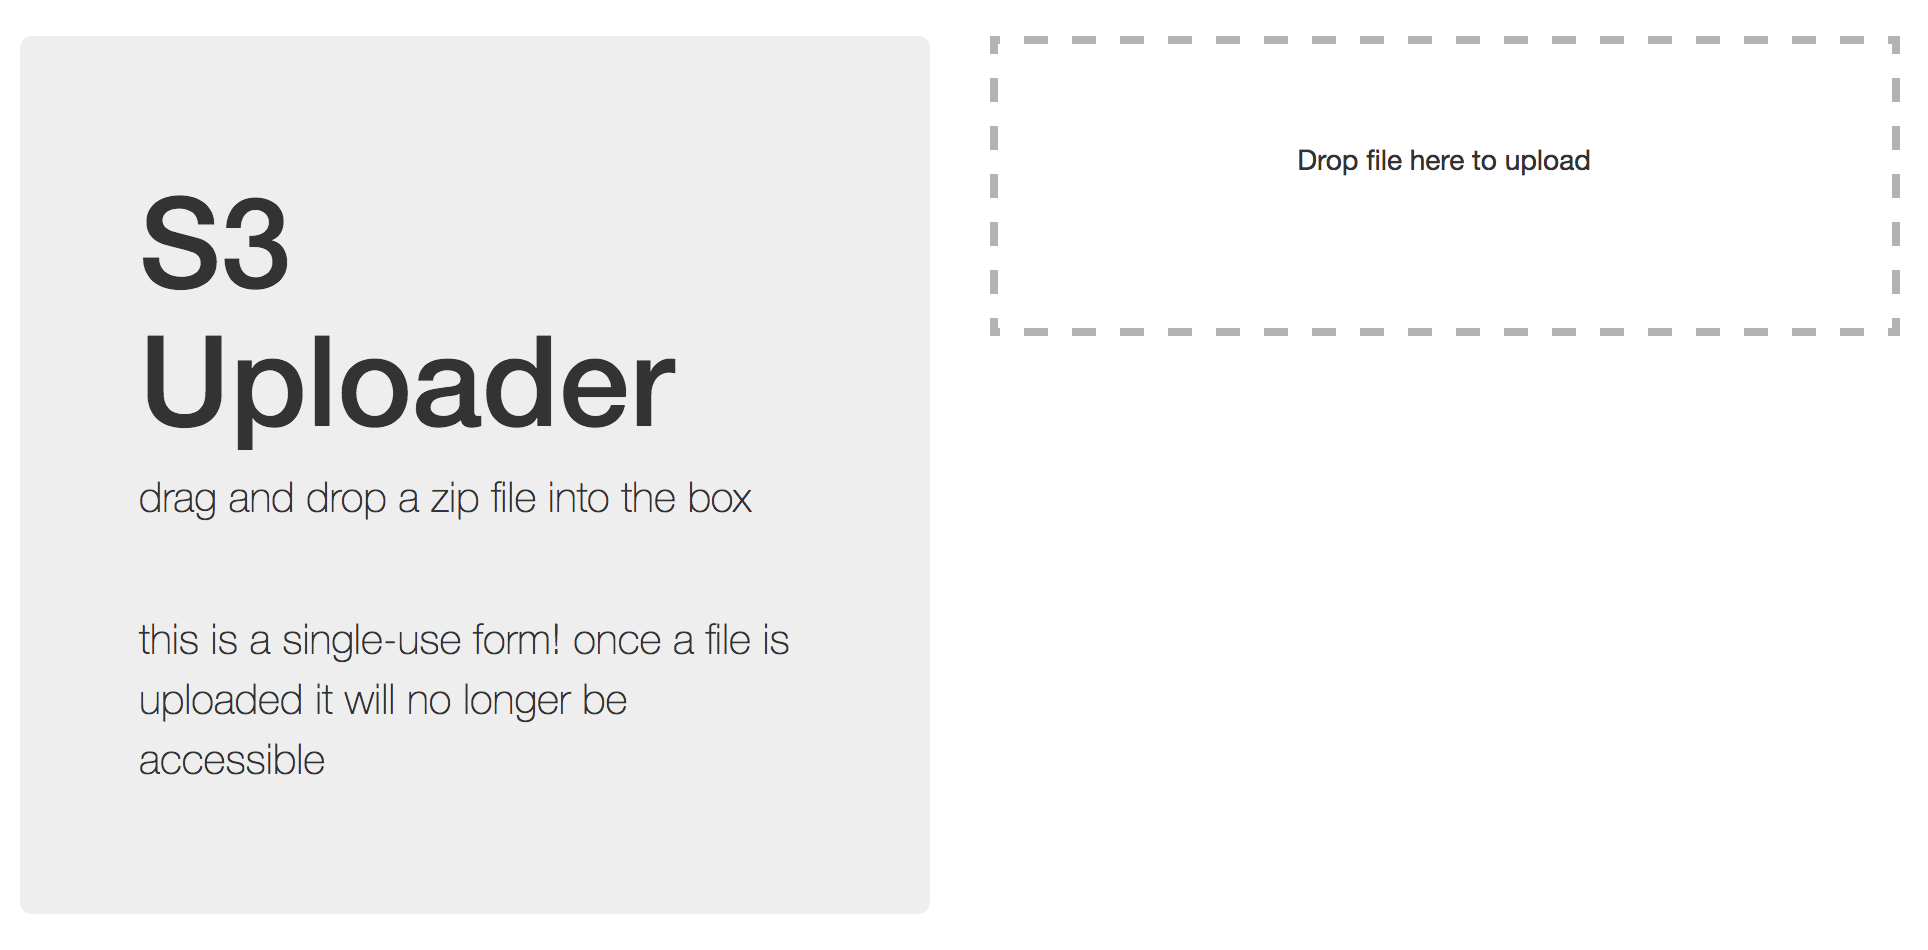 S3
Uploader
drag and drop a zip file into the box
this is a single-use form! once a file is
uploaded it will no longer be
accessible
Drop file here to upload